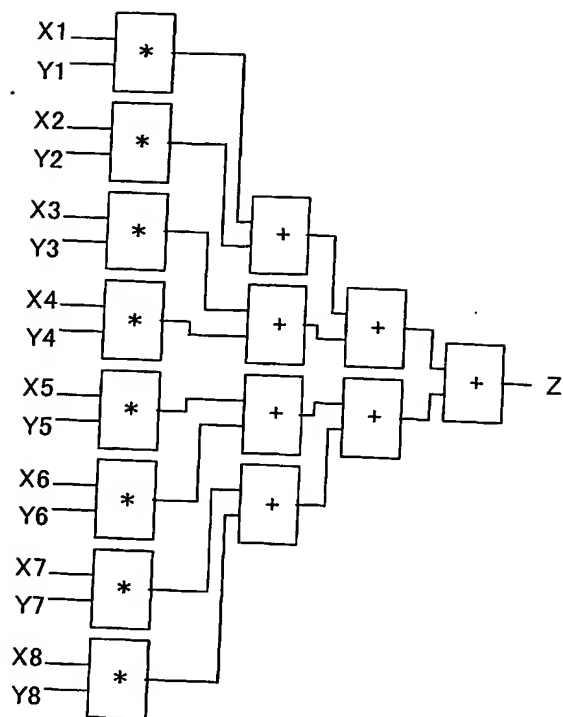 X1
*
Y1
X2
*
Y2
X3
*
Y3
+
X4
*
Y4
+
+
X5
*
Y5
+
+
+
Z
X6
*
Y6
+
X7
*
Y7
X8
*
Y8